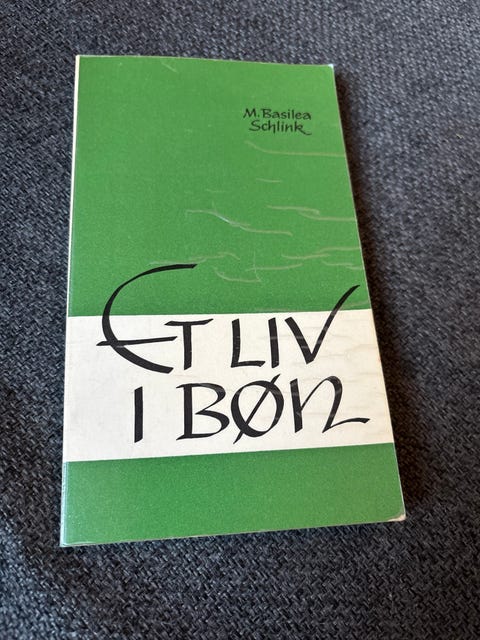 M. Basilea
Schlink
ET LIV
I BØN